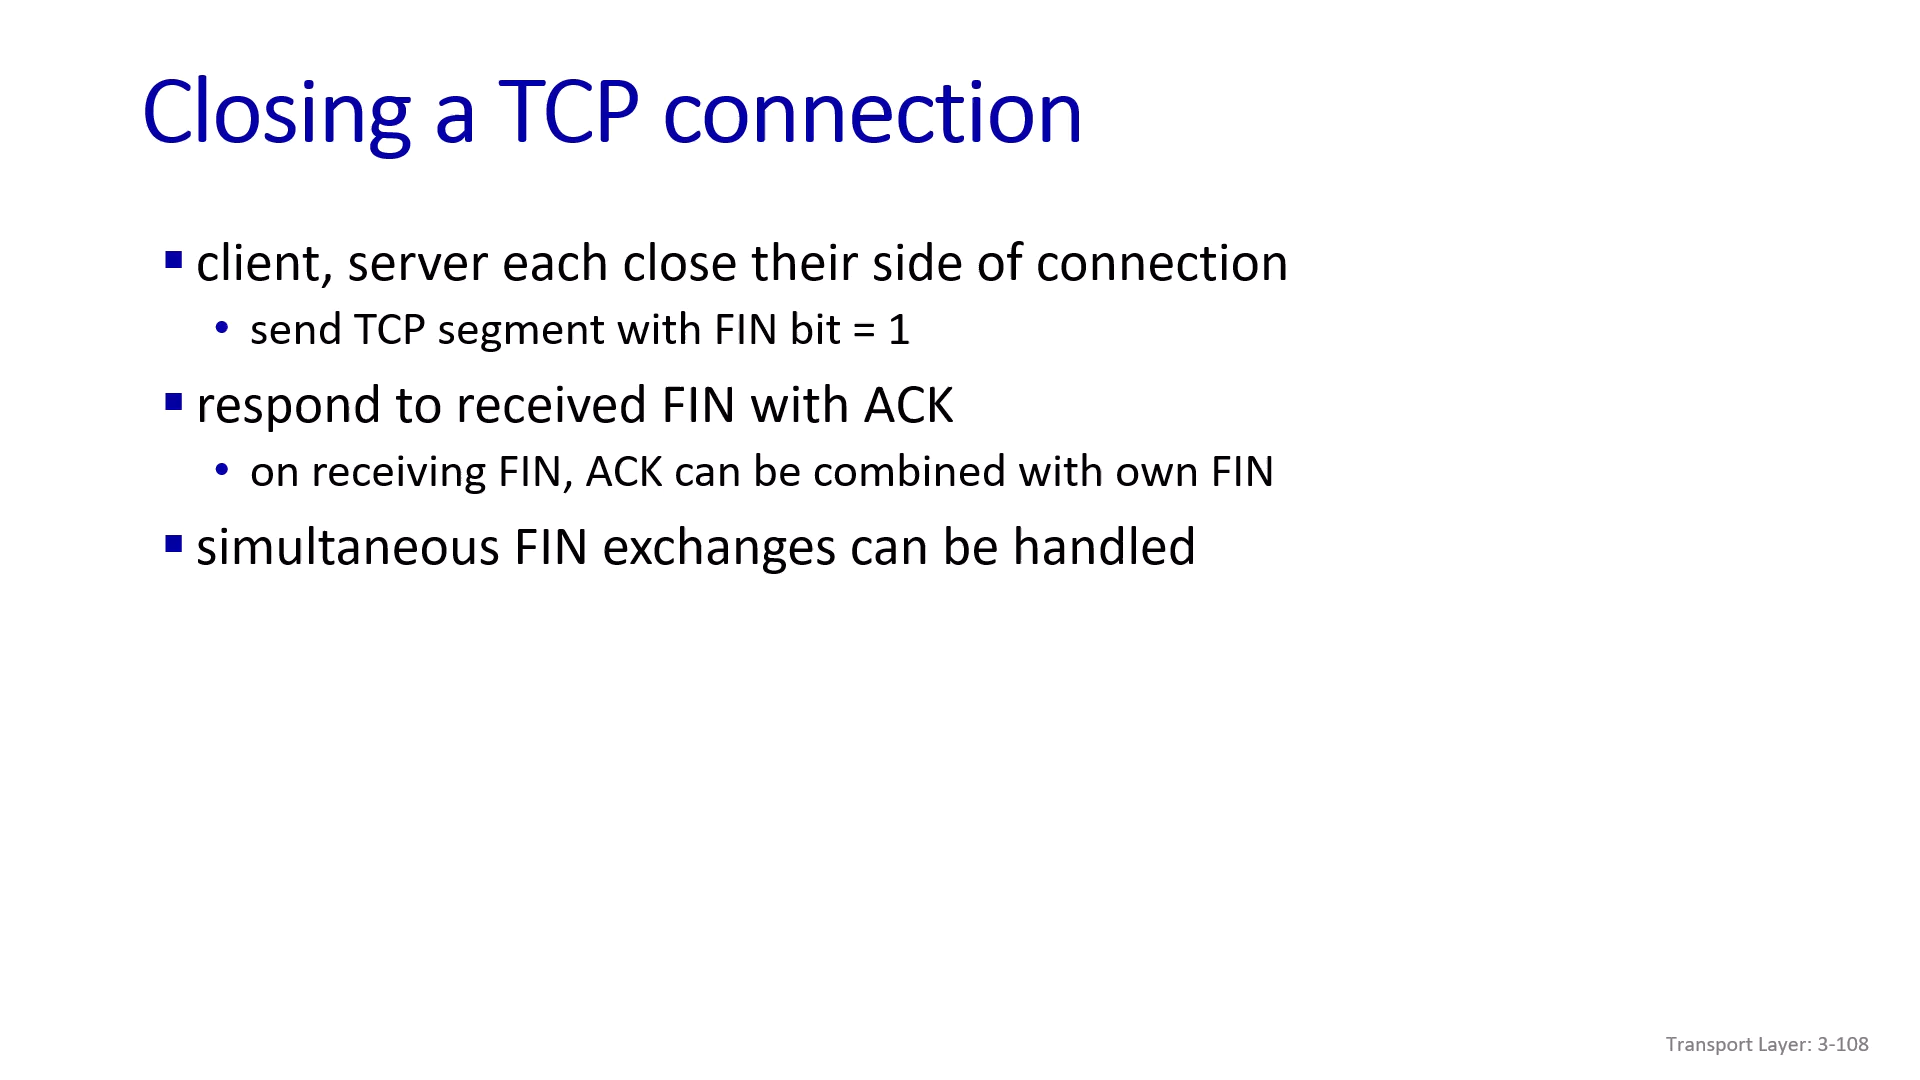 Closing a TCP connection
▪ client, server each close their side of connection
• send TCP segment with FIN bit = 1
▪ respond to received FIN with ACK
• on receiving FIN, ACK can be combined with own FIN
▪ simultaneous FIN exchanges can be handled
Transport Layer: 3-108